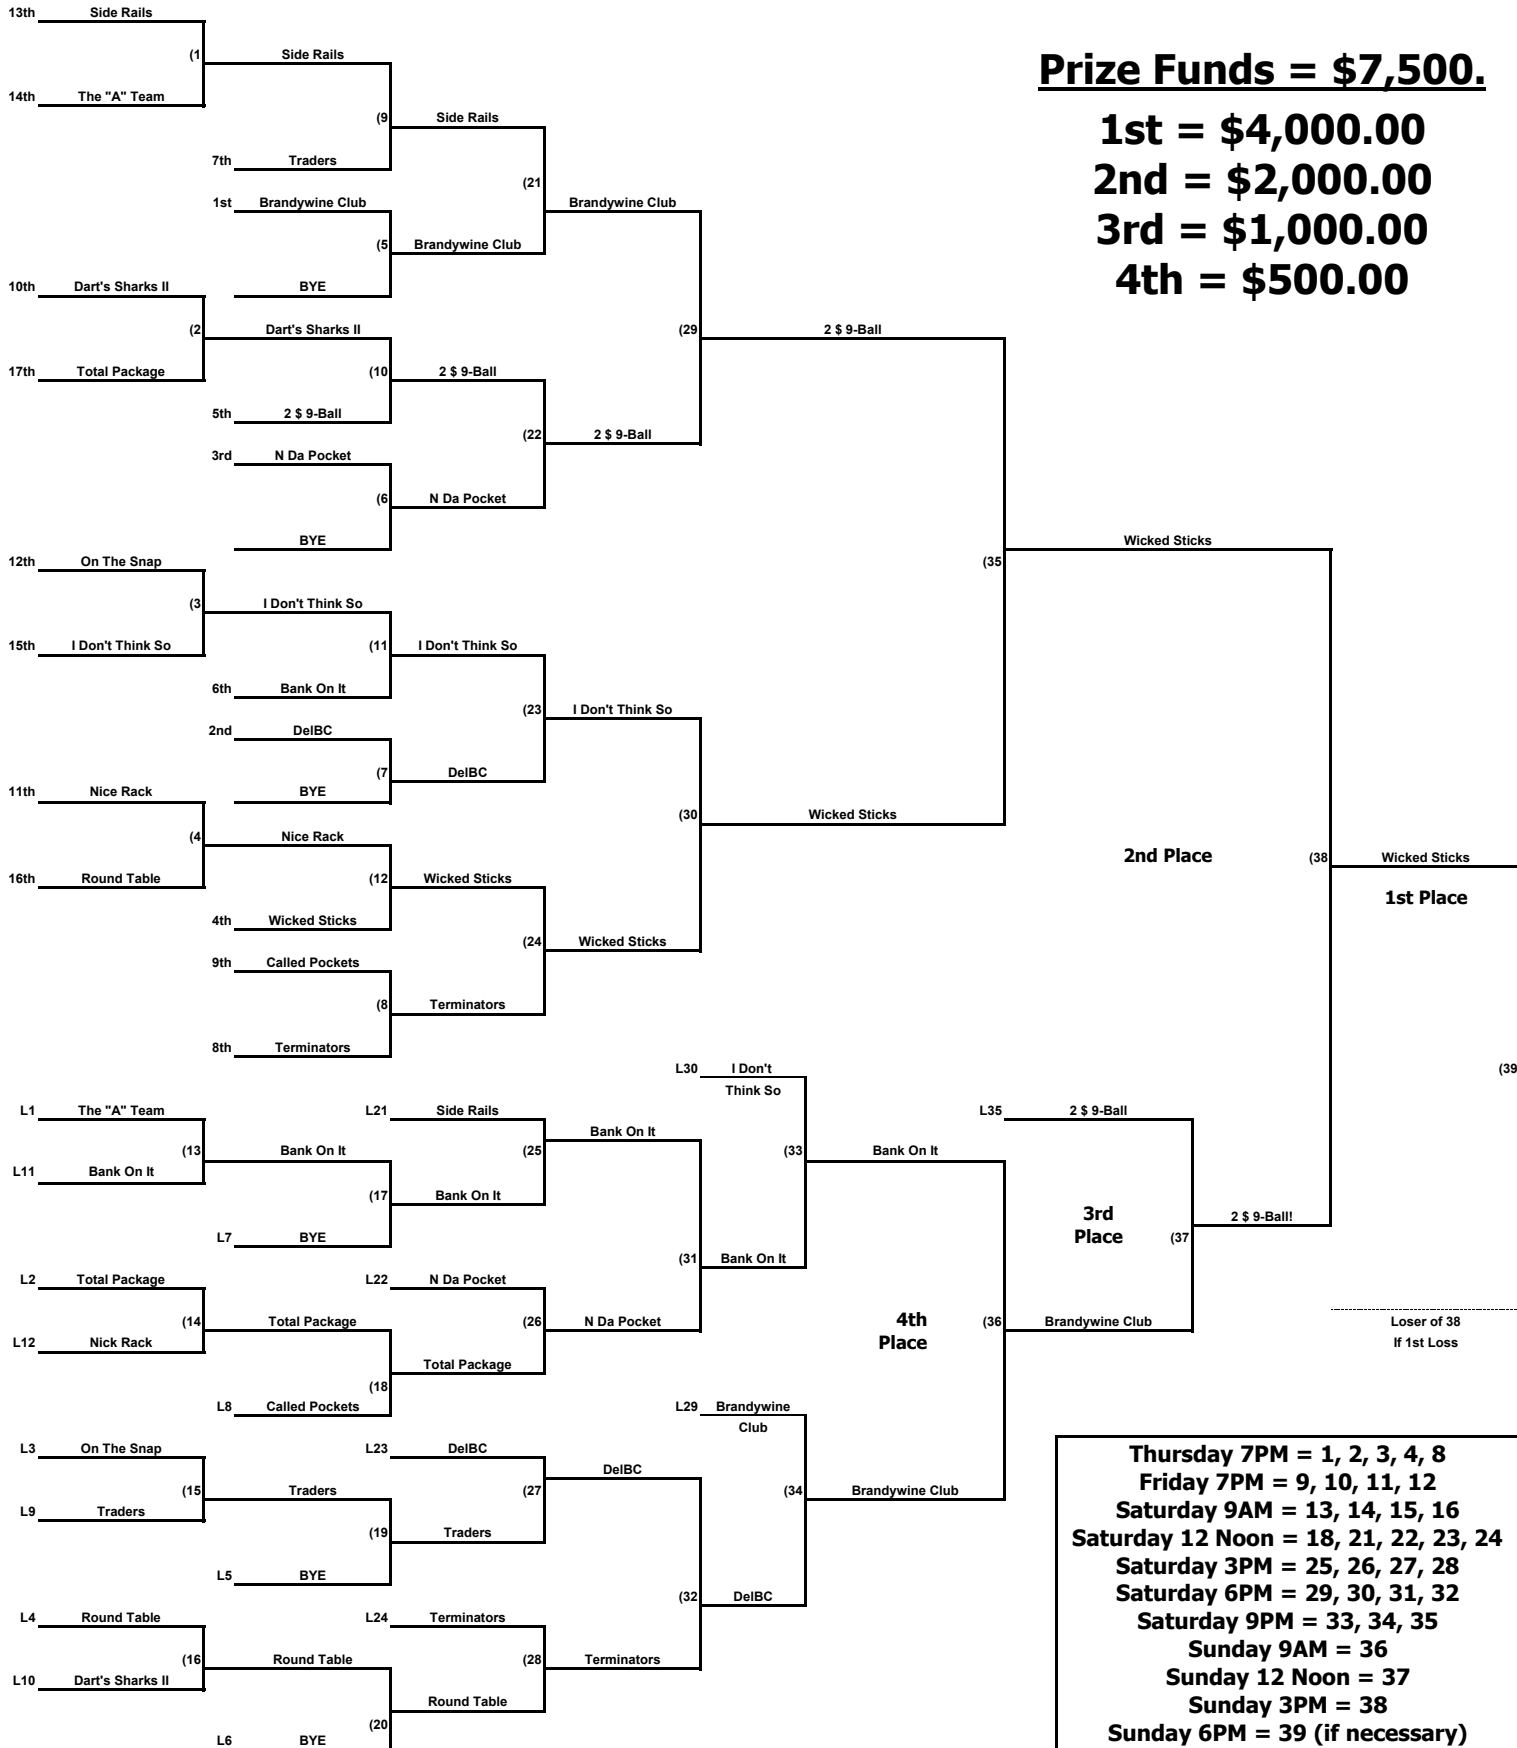 13th Side Rails
(1 Side Rails
14th The "A" Team
(9 Side Rails
7th Traders
(21 Brandywine Club
1st Brandywine Club
(5 Brandywine Club
BYE
10th Dart's Sharks II
(2 Dart's Sharks II
(29 2 $ 9-Ball
17th Total Package
(10 2 $ 9-Ball
5th 2 $ 9-Ball
(22 2 $ 9-Ball
3rd N Da Pocket
(6 N Da Pocket
BYE
12th On The Snap
(35 Wicked Sticks
(3 I Don't Think So
15th I Don't Think So
(11 I Don't Think So
6th Bank On It
(23 I Don't Think So
2nd DelBC
(7 DelBC
BYE
11th Nice Rack
(30 Wicked Sticks
(4 Nice Rack
16th Round Table
(12 Wicked Sticks
4th Wicked Sticks
(24 Wicked Sticks
9th Called Pockets
(8 Terminators
8th Terminators
2nd Place
(38 Wicked Sticks
1st Place
(39
Prize Funds = $7,500.
1st = $4,000.00
2nd = $2,000.00
3rd = $1,000.00
4th = $500.00
L30 I Don't
Think So
L1 The "A" Team
L21 Side Rails
L35 2 $ 9-Ball
Bank On It
(13 Bank On It
(25
(33 Bank On It
L11 Bank On It
(17 Bank On It
L7 BYE
3rd
Place
(37 2 $ 9-Ball!
(31 Bank On It
L2 Total Package
L22 N Da Pocket
(14 Total Package
(26 N Da Pocket
4th
Place
(36 Brandywine Club
Loser of 38
If 1st Loss
L12 Nick Rack
(18 Total Package
L8 Called Pockets
L29 Brandywine
Club
L3 On The Snap
L23 DelBC
DelBC
(15 Traders
(27
(34 Brandywine Club
L9 Traders
(19 Traders
L5 BYE
(32 DelBC
L4 Round Table
L24 Terminators
(16 Round Table
(28 Terminators
L10 Dart's Sharks II
Round Table
(20
L6 BYE
Thursday 7PM = 1, 2, 3, 4, 8
Friday 7PM = 9, 10, 11, 12
Saturday 9AM = 13, 14, 15, 16
Saturday 12 Noon = 18, 21, 22, 23, 24
Saturday 3PM = 25, 26, 27, 28
Saturday 6PM = 29, 30, 31, 32
Saturday 9PM = 33, 34, 35
Sunday 9AM = 36
Sunday 12 Noon = 37
Sunday 3PM = 38
Sunday 6PM = 39 (if necessary)